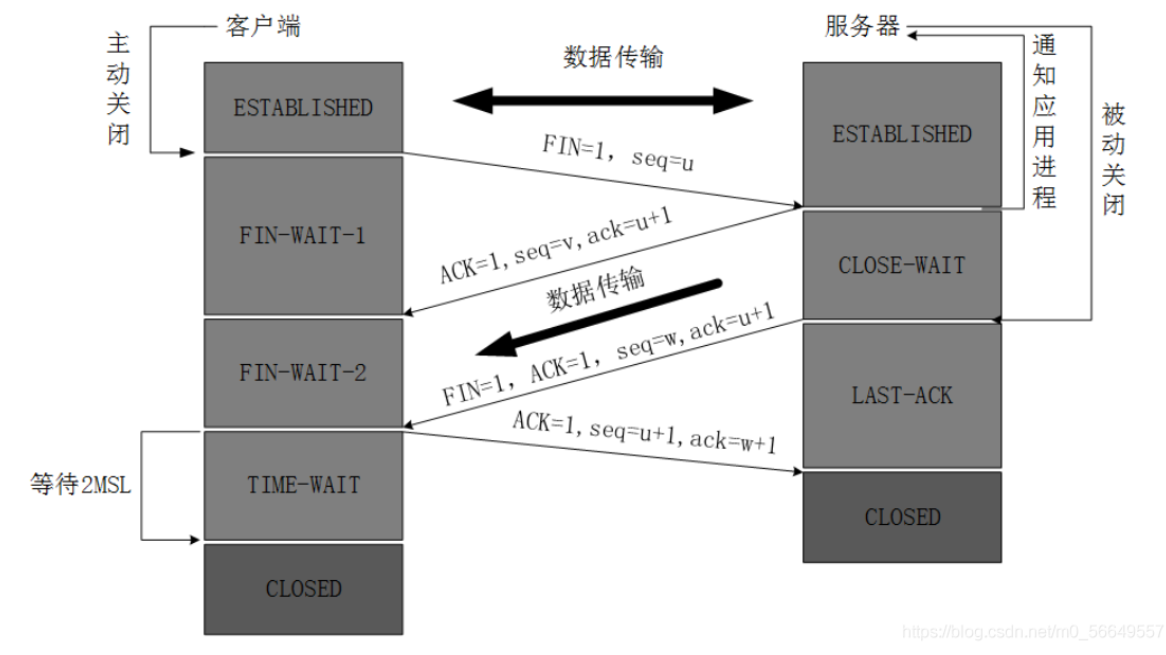 客户端
服务器
主动关闭
数据传输
通知应用进程
被动关闭
ESTABLISHED
ESTABLISHED
FIN=1, seq=u
FIN-WAIT-1
ACK=1,seq=v,ack=u+1
CLOSE-WAIT
数据传输
FIN-WAIT-2
FIN=1, ACK=1, seq=w,ack=u+1
LAST-ACK
ACK=1,seq=u+1,ack=w+1
等待2MSL
TIME-WAIT
CLOSED
CLOSED
https://blog.csdn.net/m0_56649557